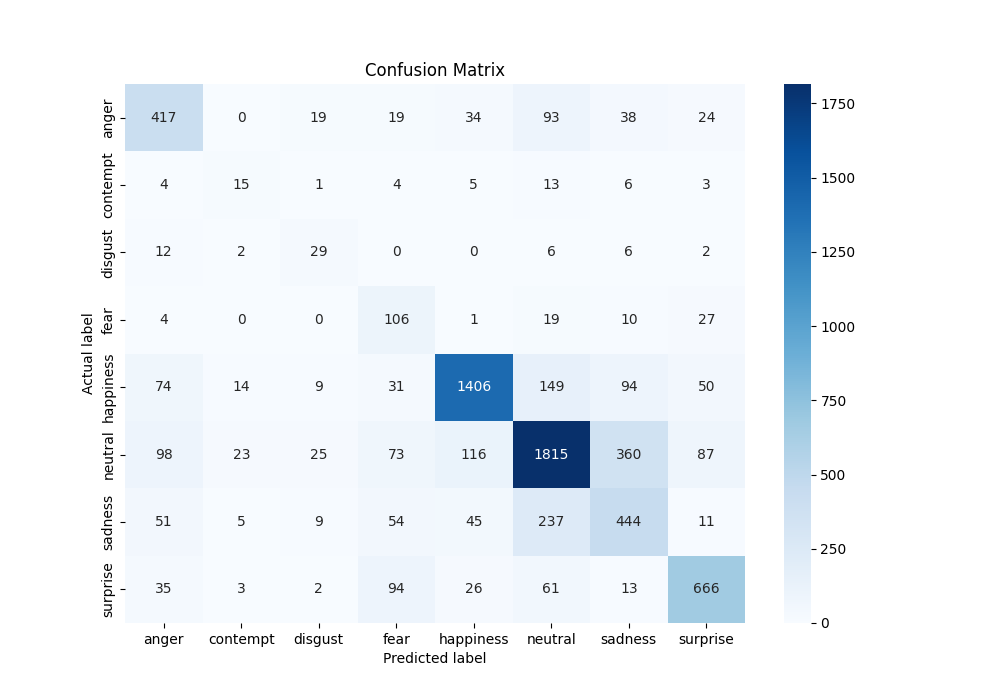 Confusion Matrix
Actual label
anger 417 0 19 19 34 93 38 24
contempt 4 15 1 4 5 13 6 3
disgust 12 2 29 0 0 6 6 2
fear 4 0 0 106 1 19 10 27
happiness 74 14 9 31 1406 149 94 50
neutral 98 23 25 73 116 1815 360 87
sadness 51 5 9 54 45 237 444 11
surprise 35 3 2 94 26 61 13 666
anger contempt disgust fear happiness neutral sadness surprise
Predicted label
1750
1500
1250
1000
750
500
250
0